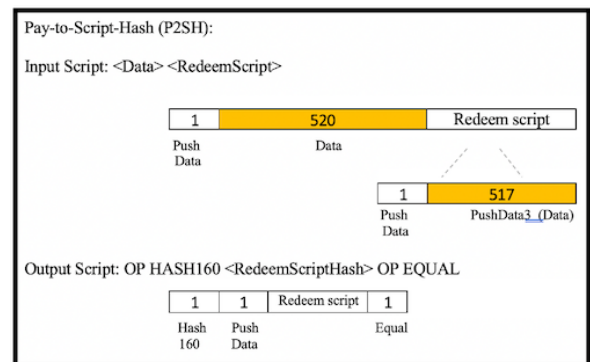 Pay-to-Script-Hash (P2SH):
Input Script: <Data> <RedeemScript>
1 520 Redeem script
Push Data
Data
1 517
Push Data
PushData3 (Data)
Output Script: OP HASH160 <RedeemScriptHash> OP EQUAL
1 1 Redeem script 1
Hash 160
Push Data
Equal